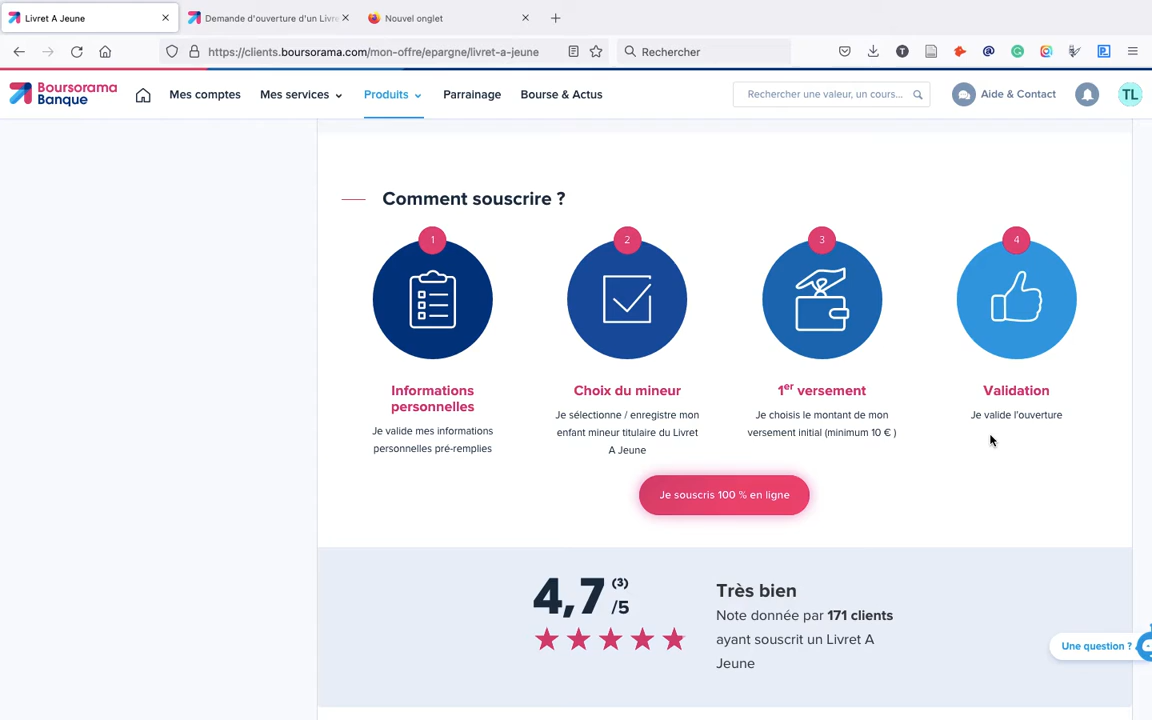 Livret A Jeune
Demande d'ouverture d'un Livre
Nouvel onglet
https://clients.boursorama.com/mon-offre/epargne/livret-a-jeune
Rechercher
Boursorama
Banque
Mes comptes
Mes services
Produits
Parrainage
Bourse & Actus
Rechercher une valeur, un cours...
Aide & Contact
TL
Comment souscrire ?
1
2
3
4
Informations
personnelles
Je valide mes informations
personnelles pré-remplies
Choix du mineur
Je sélectionne / enregistre mon
enfant mineur titulaire du Livret
A Jeune
1er versement
Je choisis le montant de mon
versement initial (minimum 10 € )
Validation
Je valide l'ouverture
Je souscris 100 % en ligne
4,7 (3)
/5
Très bien
Note donnée par 171 clients
ayant souscrit un Livret A
Jeune
Une question ?